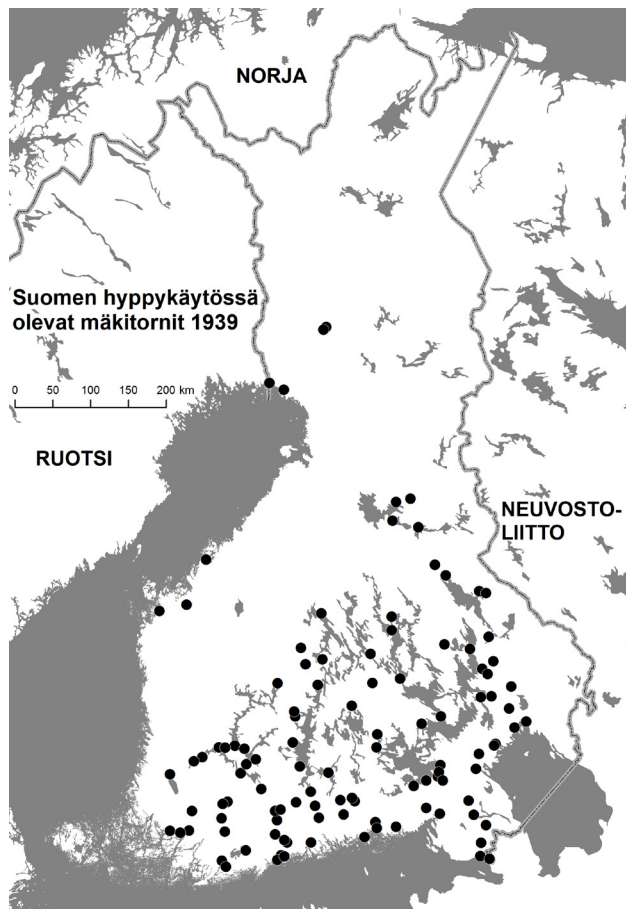 NORJA
Suomen hyppykäytössä
olevat mäkitornit 1939
0 50 100 150 200 km
RUOTSI
NEUVOSTO-
LIITTO